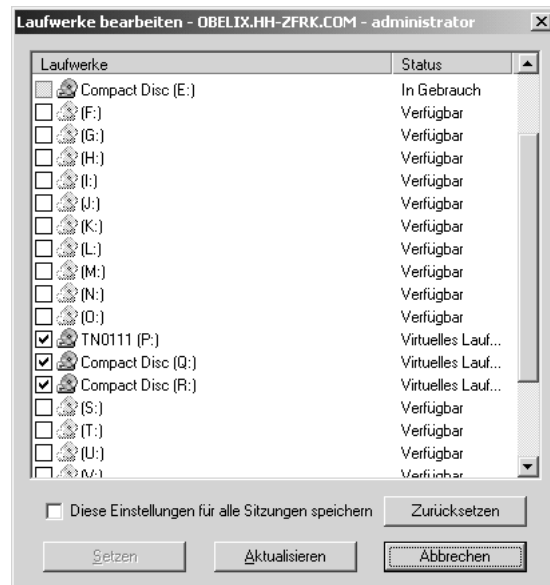 Laufwerke bearbeiten - OBELIX.HH-ZFRK.COM - administrator
Laufwerke Status
Compact Disc (E:) In Gebrauch
(F:) Verfügbar
(G:) Verfügbar
(H:) Verfügbar
(I:) Verfügbar
(J:) Verfügbar
(K:) Verfügbar
(L:) Verfügbar
(M:) Verfügbar
(N:) Verfügbar
(O:) Verfügbar
TN0111 (P:) Virtuelles Lauf...
Compact Disc (Q:) Virtuelles Lauf...
Compact Disc (R:) Virtuelles Lauf...
(S:) Verfügbar
(T:) Verfügbar
(U:) Verfügbar
(V:) Verfügbar
Diese Einstellungen für alle Sitzungen speichern Zurücksetzen
Setzen Aktualisieren Abbrechen